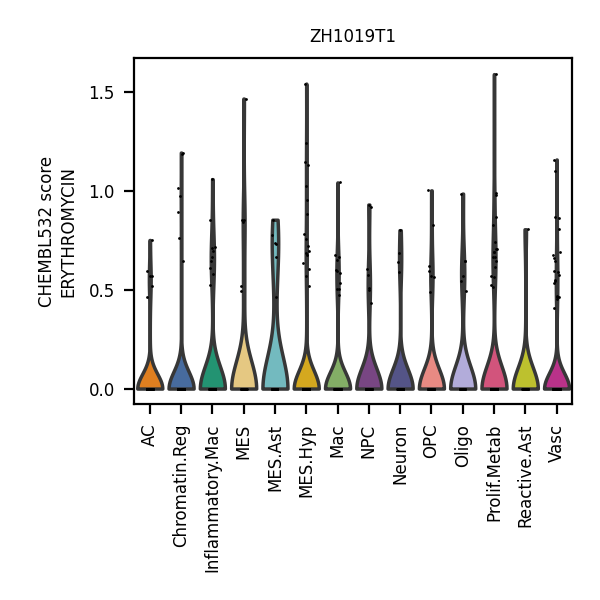 ZH1019T1
CHEMBL532 score
ERYTHROMYCIN
1.5
1.0
0.5
0.0
AC
Chromatin.Reg
Inflammatory.Mac
MES
MES.Ast
MES.Hyp
Mac
NPC
Neuron
OPC
Oligo
Prolif.Metab
Reactive.Ast
Vasc